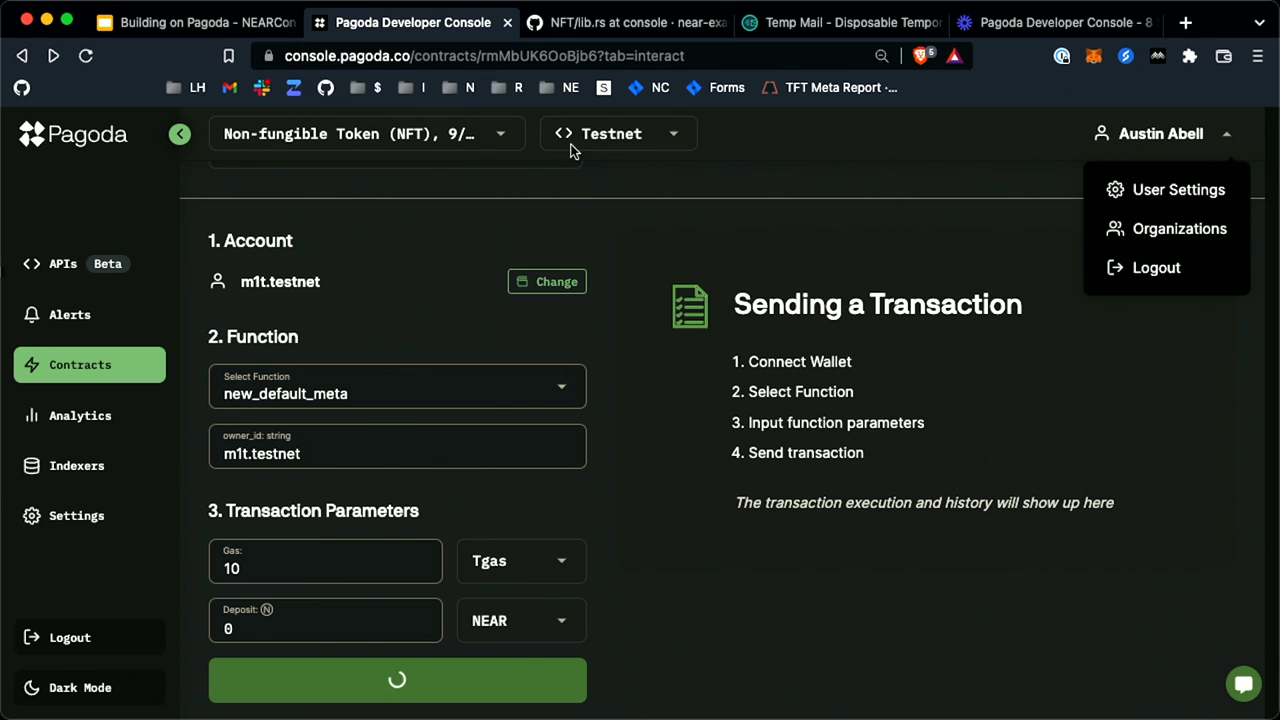 Building on Pagoda - NEARCon
Pagoda Developer Console
NFT/lib.rs at console · near-exa
Temp Mail - Disposable Tempor
Pagoda Developer Console - 8
console.pagoda.co/contracts/rmMbUK6OoBjb6?tab=interact
5
LH
$
I
N
R
NE
S
NC
Forms
TFT Meta Report -...
Pagoda
Non-fungible Token (NFT), 9/…
<> Testnet
Austin Abell
User Settings
Organizations
Logout
APIs
Beta
Alerts
Contracts
Analytics
Indexers
Settings
Logout
Dark Mode
1. Account
m1t.testnet
Change
2. Function
Select Function
new_default_meta
owner_id: string
m1t.testnet
3. Transaction Parameters
Gas:
10
Tgas
Deposit: Ⓝ
0
NEAR
Sending a Transaction
1. Connect Wallet
2. Select Function
3. Input function parameters
4. Send transaction
The transaction execution and history will show up here